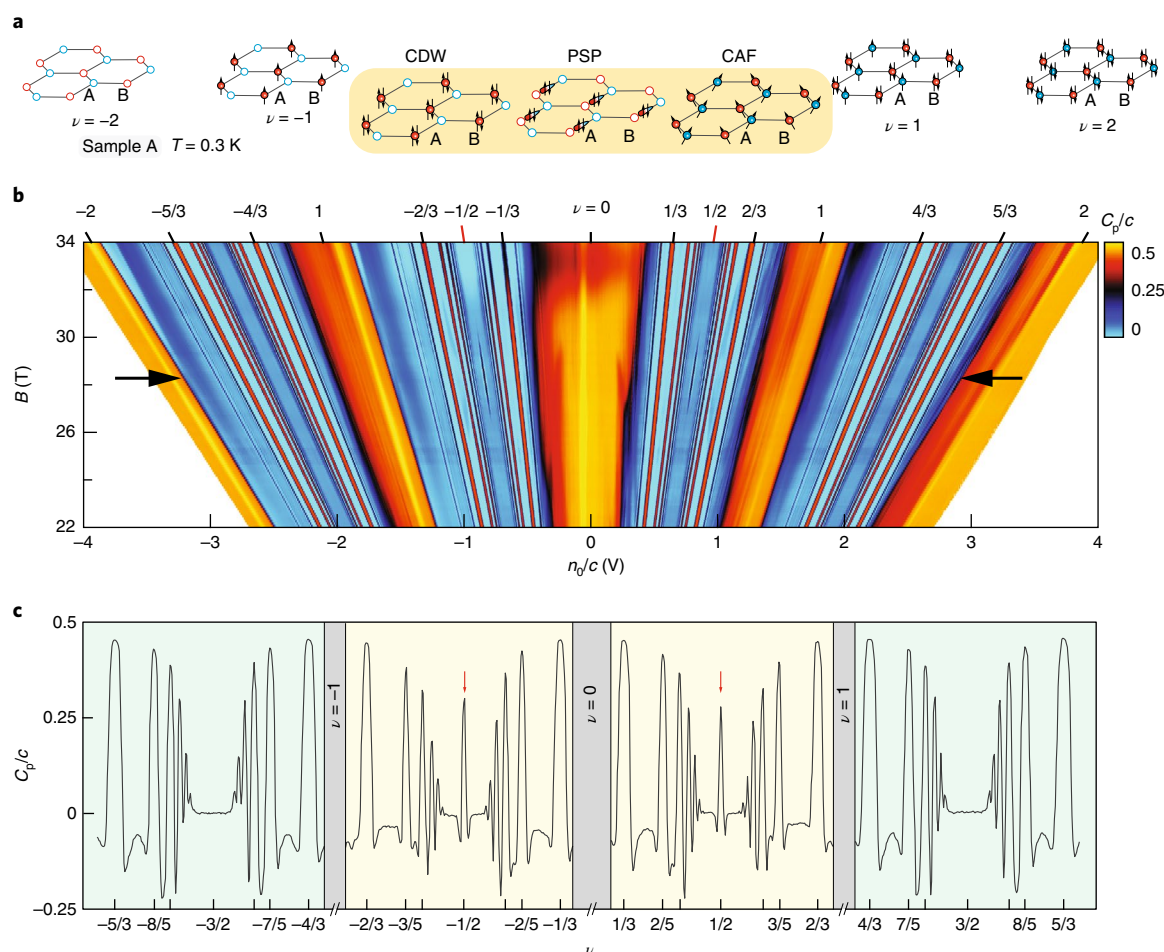 a
CDW PSP CAF
A B A B A B A B A B A B A B
ν = −2 ν = −1 ν = 1 ν = 2
Sample A T = 0.3 K
b
−2 −5/3 −4/3 1 −2/3 −1/2 −1/3 ν = 0 1/3 1/2 2/3 1 4/3 5/3 2
Cp/c
34
30
26
22
B (T)
0.5
0.25
0
−4 −3 −2 −1 0 1 2 3 4
n0/c (V)
c
0.5
0.25
0
−0.25
Cp/c
ν = −1
ν = 0
ν = 1
−5/3 −8/5 −3/2 −7/5 −4/3 −2/3 −3/5 −1/2 −2/5 −1/3 1/3 2/5 1/2 3/5 2/3 4/3 7/5 3/2 8/5 5/3
ν